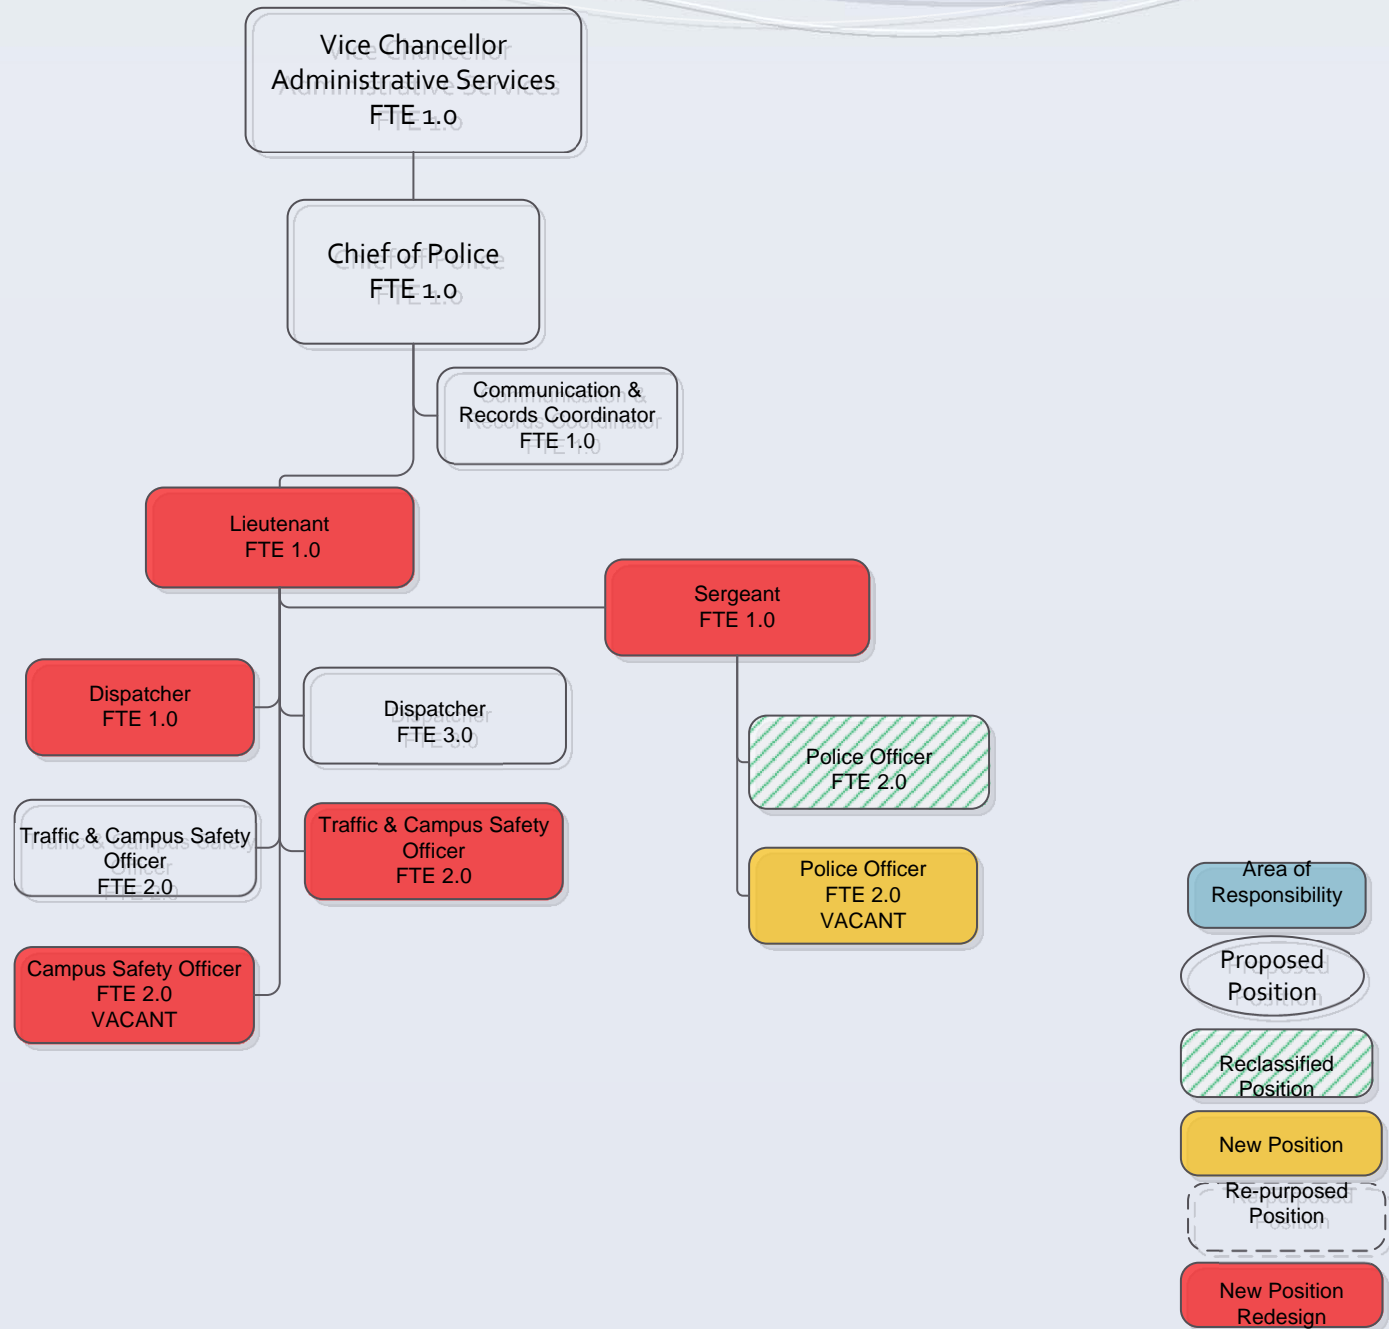 Vice Chancellor
Administrative Services
FTE 1.0
Chief of Police
FTE 1.0
Communication &
Records Coordinator
FTE 1.0
Lieutenant
FTE 1.0
Sergeant
FTE 1.0
Dispatcher
FTE 1.0
Dispatcher
FTE 3.0
Police Officer
FTE 2.0
Traffic & Campus Safety
Officer
FTE 2.0
Traffic & Campus Safety
Officer
FTE 2.0
Police Officer
FTE 2.0
VACANT
Campus Safety Officer
FTE 2.0
VACANT
Area of
Responsibility
Proposed
Position
Reclassified
Position
New Position
Re-purposed
Position
New Position
Redesign